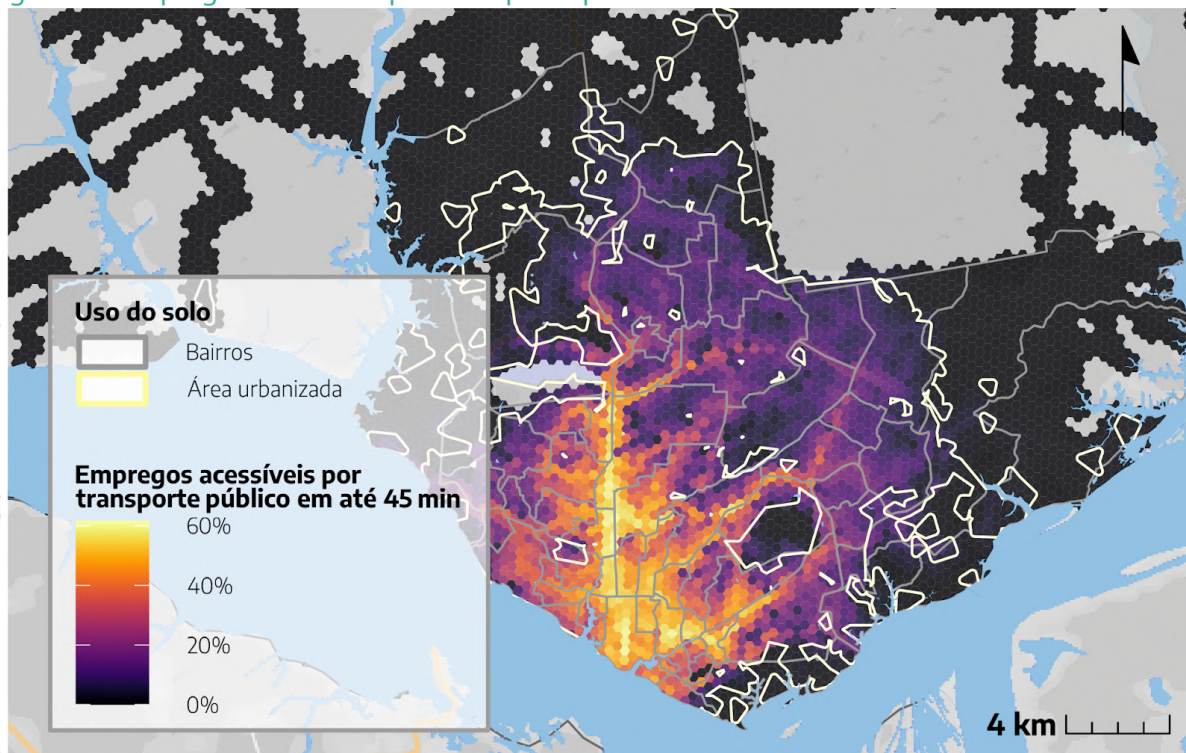 Uso do solo
Bairros
Área urbanizada
Empregos acessíveis por
transporte público em até 45 min
60%
40%
20%
0%
4 km